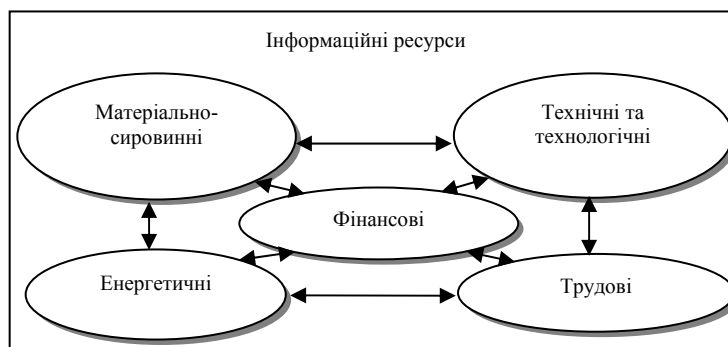 Інформаційні ресурси
Матеріально-
сировинні
Технічні та
технологічні
Фінансові
Енергетичні
Трудові